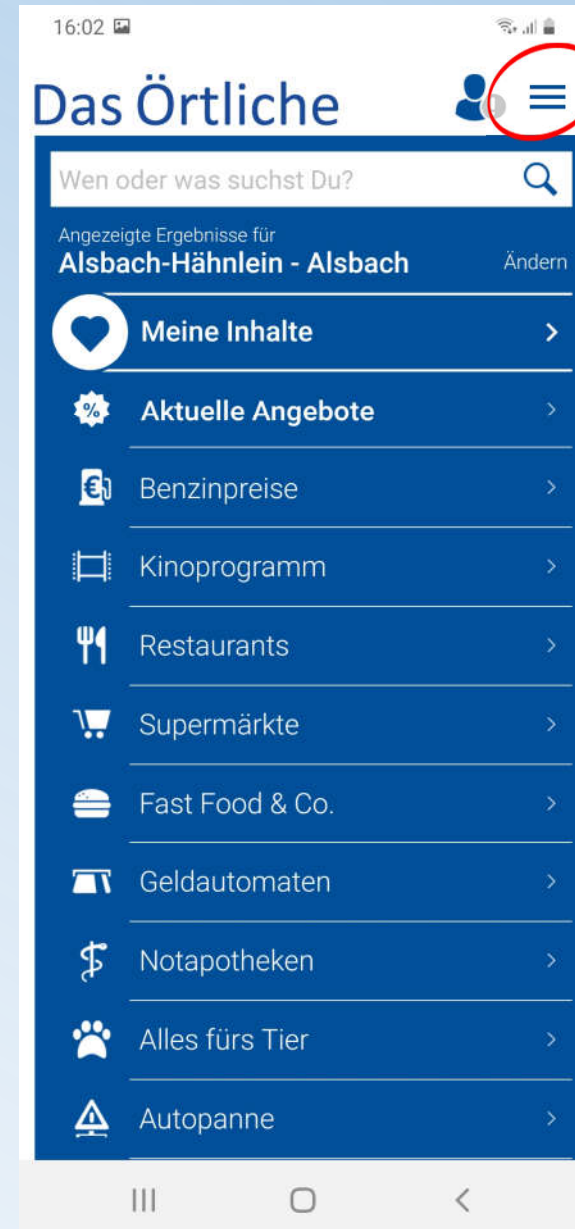 16:02
Das Örtliche
Wen oder was suchst Du?
Angezeigte Ergebnisse für
Alsbach-Hähnlein - Alsbach Ändern
Meine Inhalte
% Aktuelle Angebote
€ Benzinpreise
Kinoprogramm
Restaurants
Supermärkte
Fast Food & Co.
Geldautomaten
Notapotheken
Alles fürs Tier
Autopanne